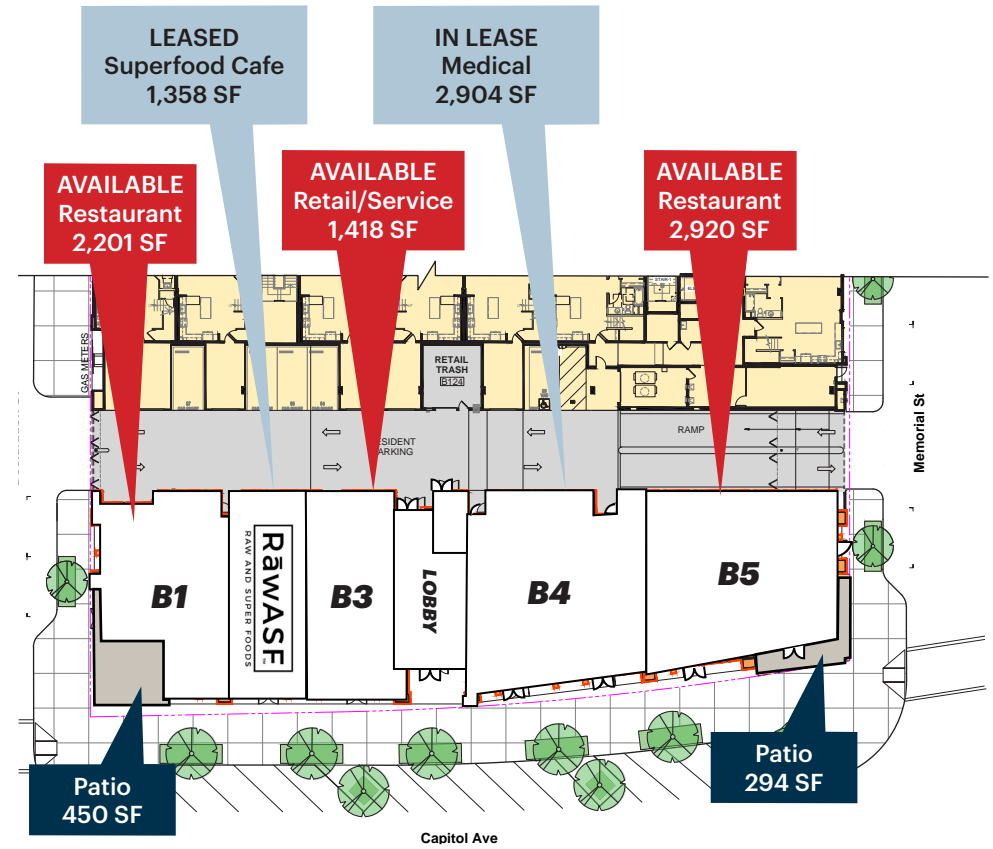 LEASED
Superfood Cafe
1,358 SF
IN LEASE
Medical
2,904 SF
AVAILABLE
Restaurant
2,201 SF
AVAILABLE
Retail/Service
1,418 SF
AVAILABLE
Restaurant
2,920 SF
GAS METERS
RETAIL
TRASH
B124
RAMP
Memorial St
B1
RāWASF
RAW AND SUPER FOODS
B3
LOBBY
B4
B5
Patio
450 SF
Patio
294 SF
Capitol Ave